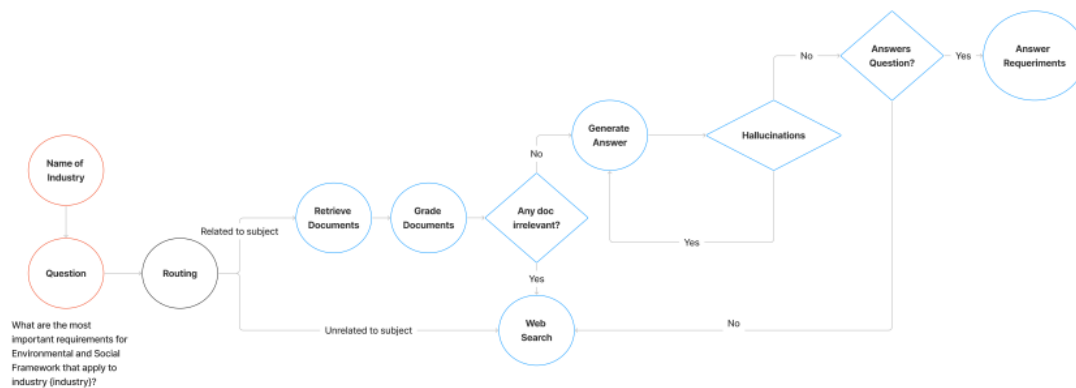 Name of
Industry
Question
What are the most
important requirements for
Environmental and Social
Framework that apply to
industry {industry}?
Routing
Related to subject
Unrelated to subject
Retrieve
Documents
Grade
Documents
Any doc
irrelevant?
No
Yes
Web
Search
Generate
Answer
Hallucinations
Yes
No
Answers
Question?
No
Yes
Answer
Requeriments